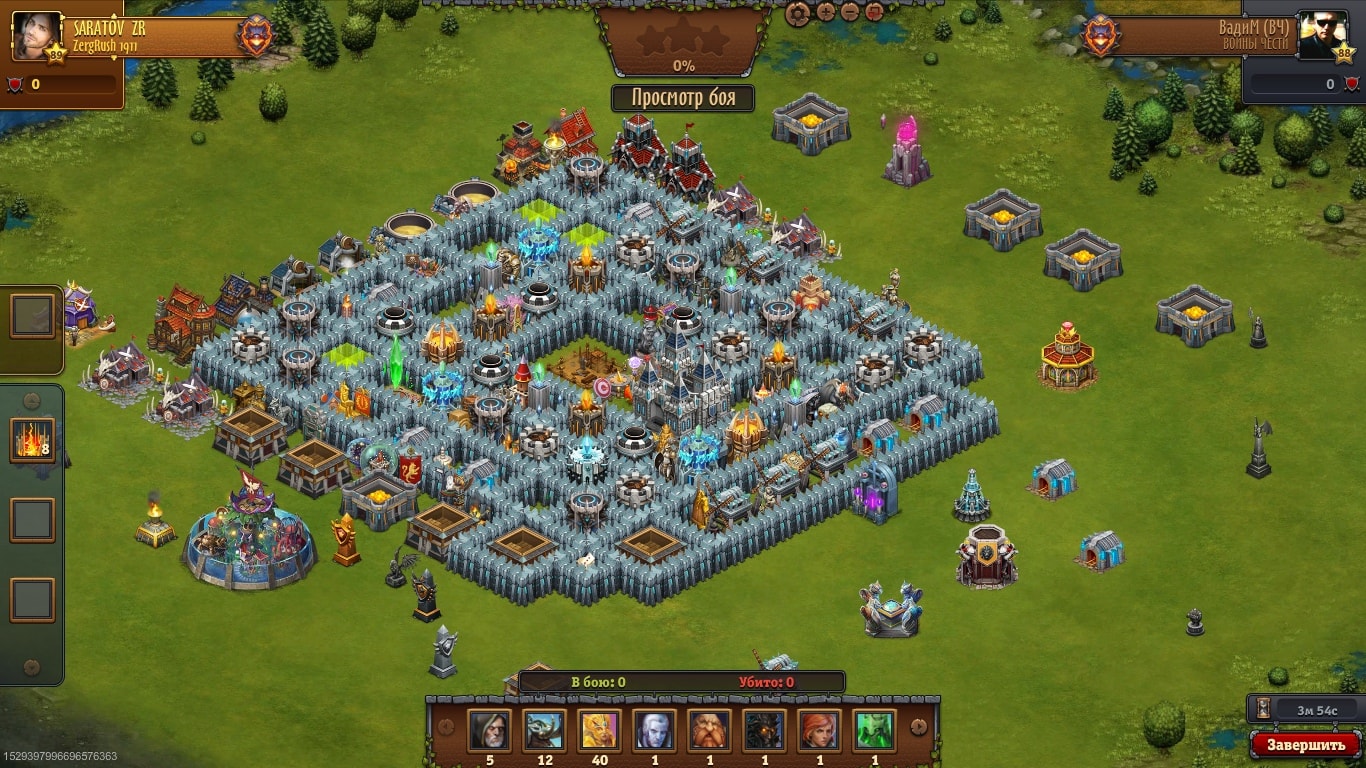 SARATOV ZR
ZergRush 1911
89
0
0%
Просмотр боя
ВадиМ (ВЧ)
ВОИНЫ ЧЕСТИ
88
0
8
В бою: 0
Убито: 0
5
12
40
1
1
1
1
1
3м 54с
Завершить
1529397996696576363